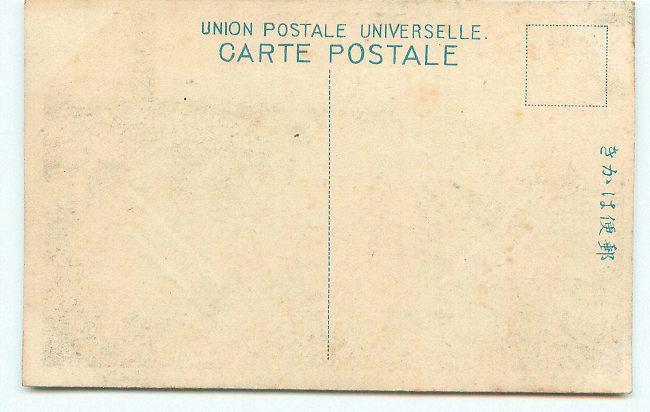 UNION POSTALE UNIVERSELLE.
CARTE POSTALE
きかは便郵